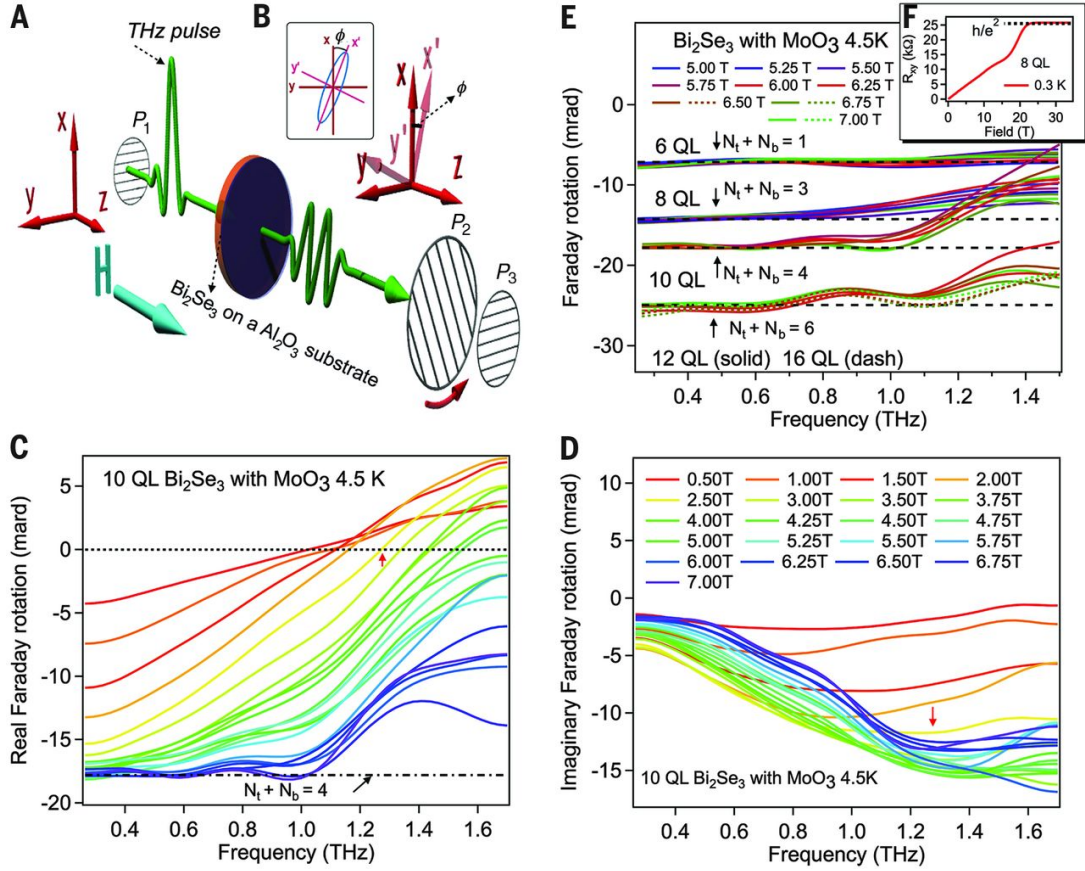 A
THz pulse
P1
x
y
z
H
Bi2Se3 on a Al2O3 substrate
P2
P3
B
x x'
ϕ
y'
y
X X'
ϕ
y' y
Z
E
Bi2Se3 with MoO3 4.5K
5.00 T 5.25 T 5.50 T
5.75 T 6.00 T 6.25 T
6.50 T 6.75 T
7.00 T
Faraday rotation (mrad)
0
-10
-20
-30
6 QL Nt + Nb = 1
8 QL Nt + Nb = 3
10 QL Nt + Nb = 4
Nt + Nb = 6
12 QL (solid) 16 QL (dash)
0.4 0.6 0.8 1.0 1.2 1.4
Frequency (THz)
F
Rxy (kΩ)
25
20
15
10
5
0
h/e2
8 QL
0.3 K
0 10 20 30
Field (T)
C
10 QL Bi2Se3 with MoO3 4.5 K
Real Faraday rotation (mard)
5
0
-5
-10
-15
-20
Nt + Nb = 4
0.4 0.6 0.8 1.0 1.2 1.4 1.6
Frequency (THz)
D
Imaginary Faraday rotation (mrad)
10
5
0
-5
-10
-15
0.50T 1.00T 1.50T 2.00T
2.50T 3.00T 3.50T 3.75T
4.00T 4.25T 4.50T 4.75T
5.00T 5.25T 5.50T 5.75T
6.00T 6.25T 6.50T 6.75T
7.00T
10 QL Bi2Se3 with MoO3 4.5K
0.4 0.6 0.8 1.0 1.2 1.4 1.6
Frequency (THz)